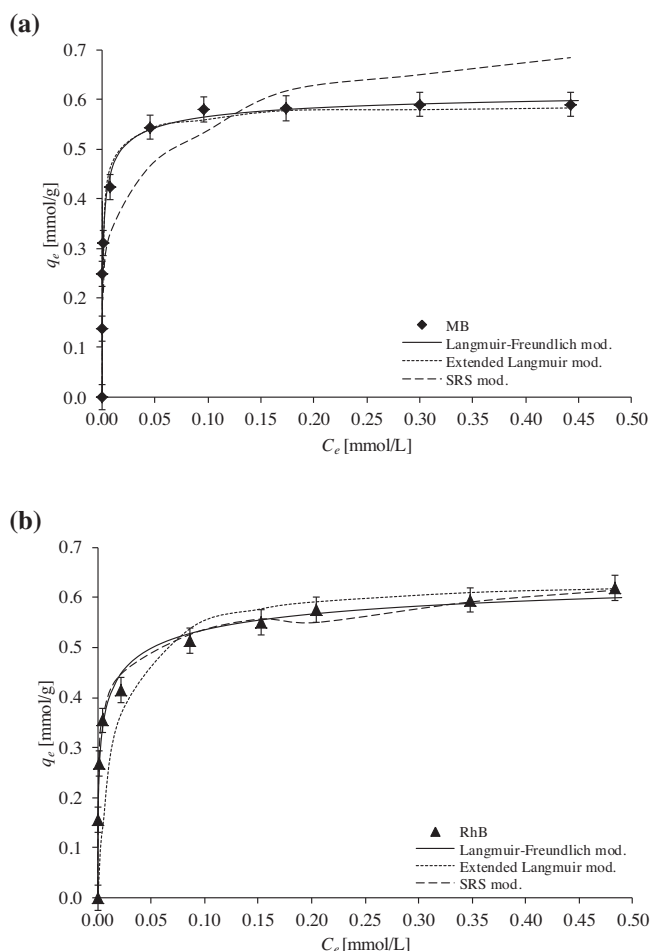 (a)
0.7
0.6
0.5
0.4
0.3
0.2
0.1
0.0
q_e [mmol/g]
MB
Langmuir-Freundlich mod.
Extended Langmuir mod.
SRS mod.
0.00 0.05 0.10 0.15 0.20 0.25 0.30 0.35 0.40 0.45 0.50
C_e [mmol/L]
(b)
0.7
0.6
0.5
0.4
0.3
0.2
0.1
0.0
q_e [mmol/g]
RhB
Langmuir-Freundlich mod.
Extended Langmuir mod.
SRS mod.
0.00 0.05 0.10 0.15 0.20 0.25 0.30 0.35 0.40 0.45 0.50
C_e [mmol/L]